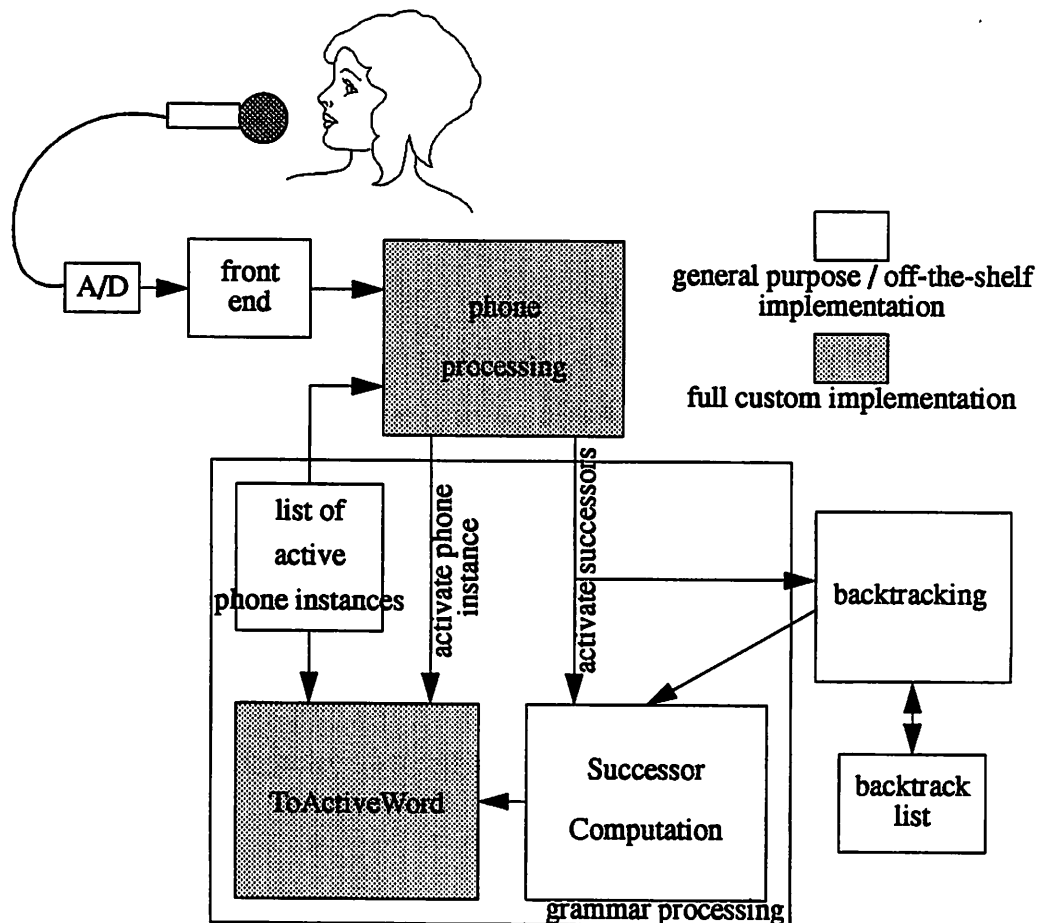 A/D
front
end
phone
processing
general purpose / off-the-shelf
implementation
full custom implementation
list of
active
phone instances
activate phone
instance
activate successors
backtracking
ToActiveWord
Successor
Computation
backtrack
list
grammar processing